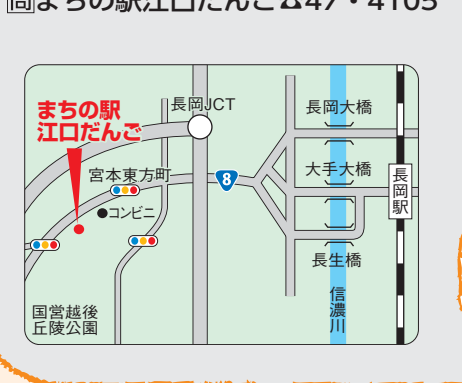 問まちの駅江口だんご☎47・4105
まちの駅
江口だんご
長岡JCT
長岡大橋
宮本東方町
8
大手大橋
長岡駅
●コンビニ
長生橋
国営越後
丘陵公園
信濃川